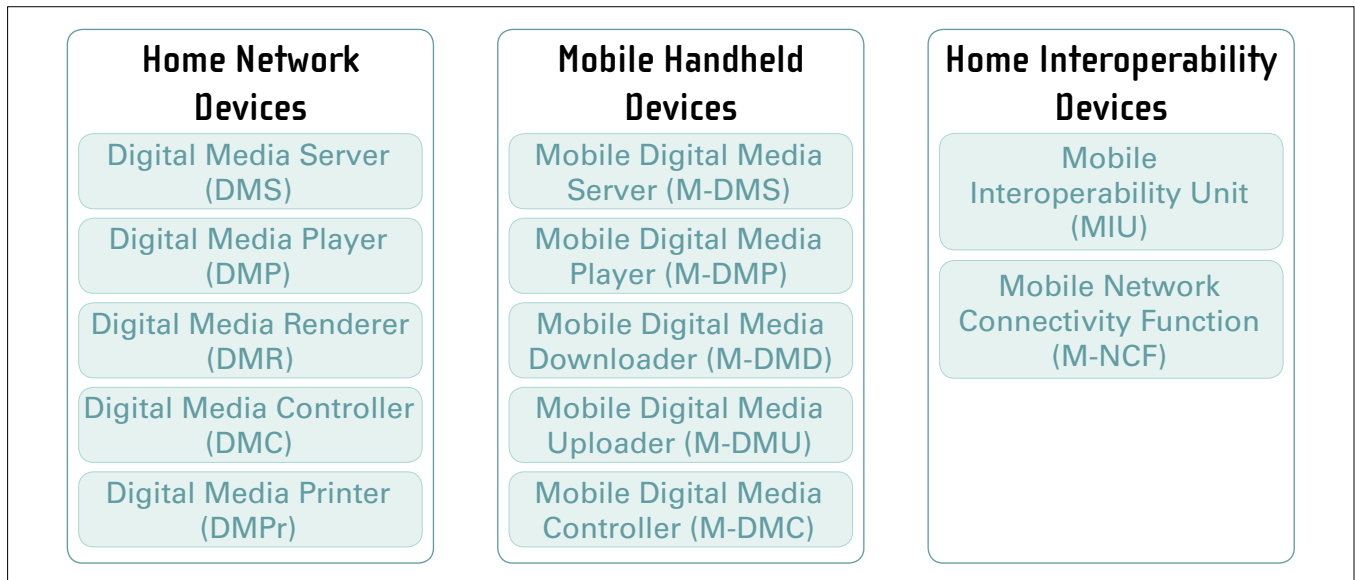 Home Network
Devices
Digital Media Server
(DMS)
Digital Media Player
(DMP)
Digital Media Renderer
(DMR)
Digital Media Controller
(DMC)
Digital Media Printer
(DMPr)
Mobile Handheld
Devices
Mobile Digital Media
Server (M-DMS)
Mobile Digital Media
Player (M-DMP)
Mobile Digital Media
Downloader (M-DMD)
Mobile Digital Media
Uploader (M-DMU)
Mobile Digital Media
Controller (M-DMC)
Home Interoperability
Devices
Mobile
Interoperability Unit
(MIU)
Mobile Network
Connectivity Function
(M-NCF)